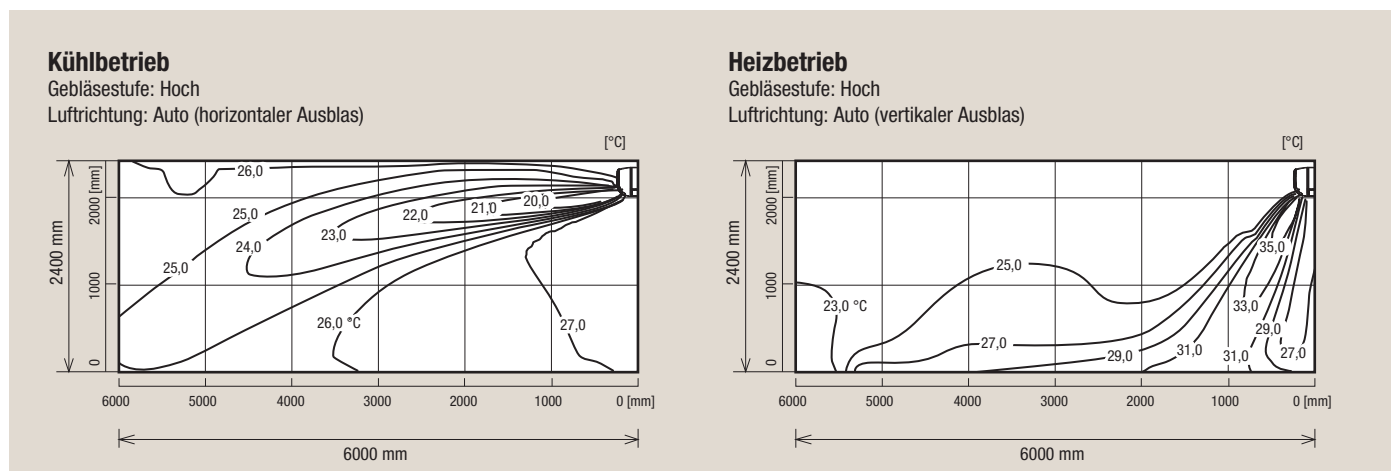 Kühlbetrieb
Gebläsestufe: Hoch
Luftrichtung: Auto (horizontaler Ausblas)
[°C]
2400 mm
2000 [mm]
1000
0
26,0
25,0
24,0
25,0
23,0
22,0
21,0
20,0
26,0 °C
27,0
6000
5000
4000
3000
2000
1000
0 [mm]
6000 mm
Heizbetrieb
Gebläsestufe: Hoch
Luftrichtung: Auto (vertikaler Ausblas)
[°C]
2400 mm
2000 [mm]
1000
0
35,0
25,0
23,0 °C
33,0
29,0
27,0
29,0
31,0
31,0
27,0
6000
5000
4000
3000
2000
1000
0 [mm]
6000 mm